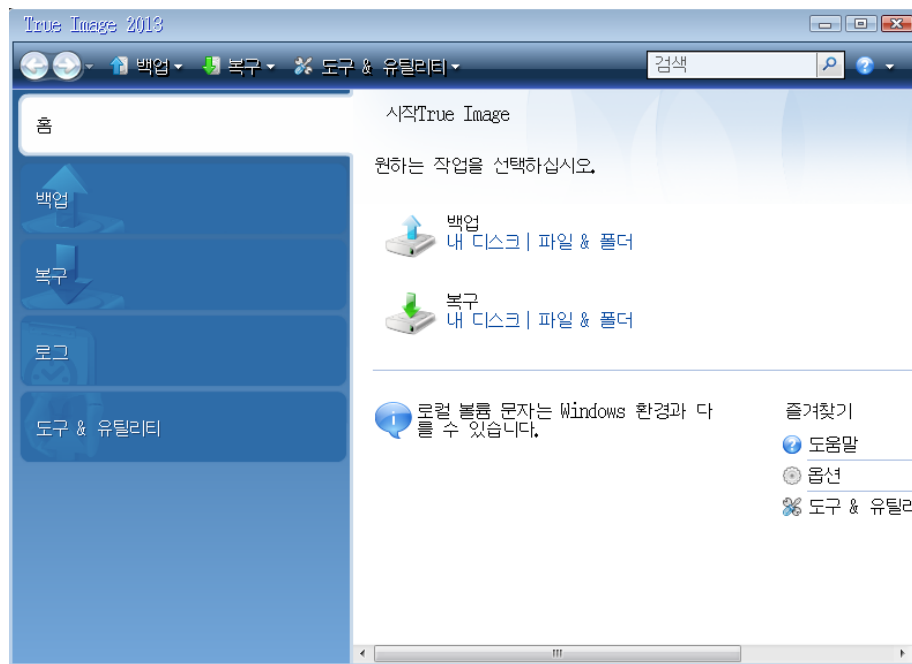 True Image 2013
백업 복구 도구 & 유틸리티 검색
홈
백업
복구
로그
도구 & 유틸리티
시작True Image
원하는 작업을 선택하십시오.
백업
내 디스크 | 파일 & 폴더
복구
내 디스크 | 파일 & 폴더
로컬 볼륨 문자는 Windows 환경과 다
를 수 있습니다.
즐겨찾기
도움말
옵션
도구 & 유틸리